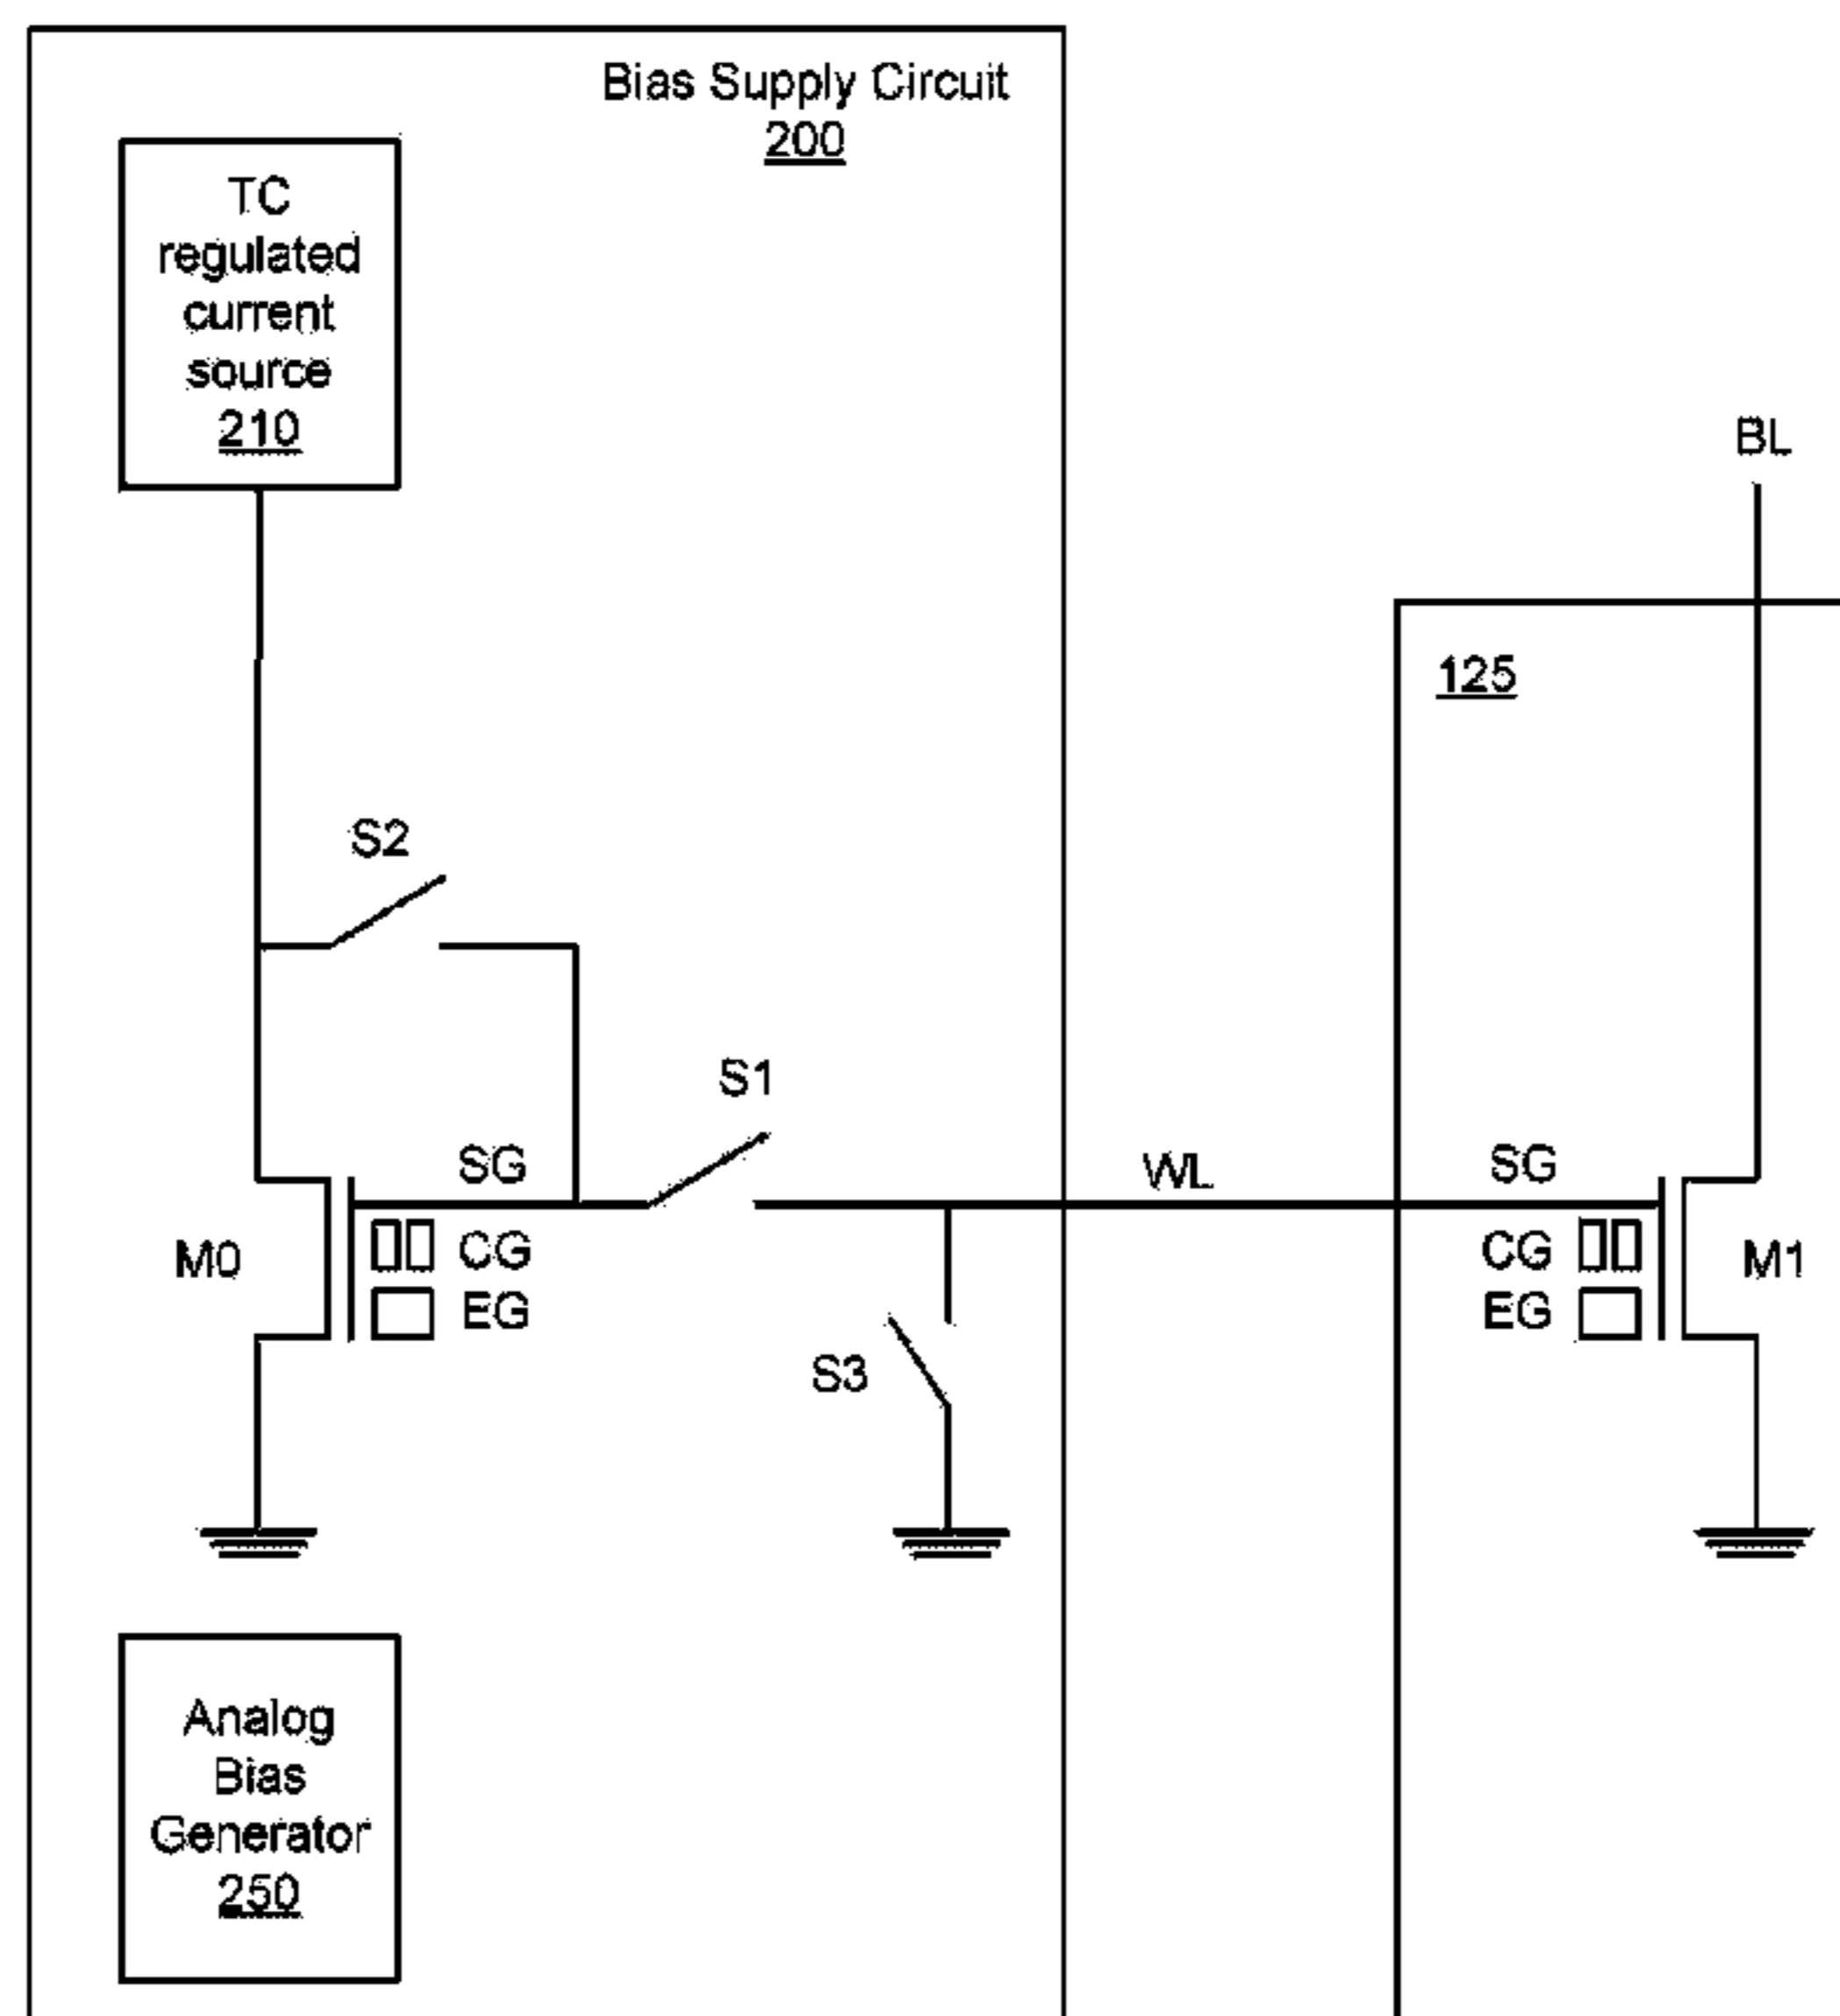 Bias Supply Circuit
200
TC
regulated
current
source
210
BL
125
S2
S1
SG
WL
SG
M0
CG
CG
M1
EG
EG
S3
Analog
Bias
Generator
250